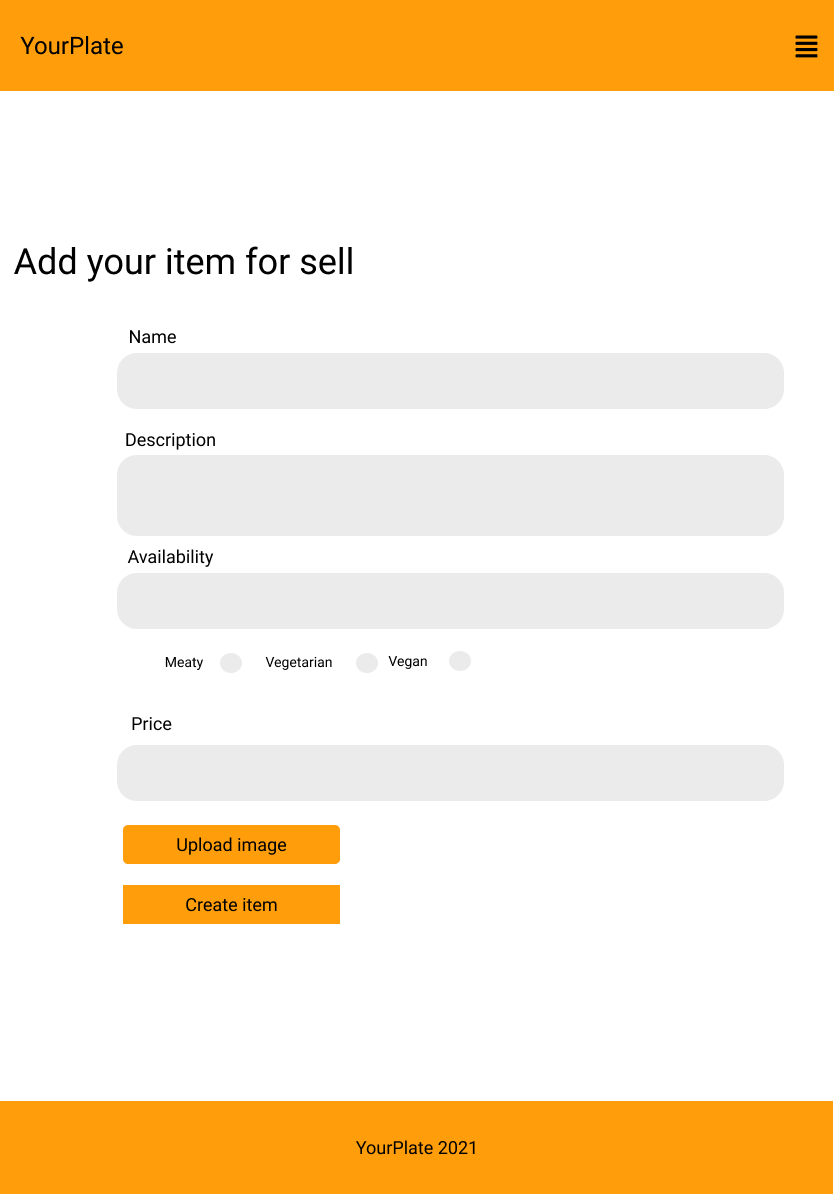 YourPlate
Add your item for sell
Name
Description
Availability
Meaty Vegetarian Vegan
Price
Upload image
Create item
YourPlate 2021